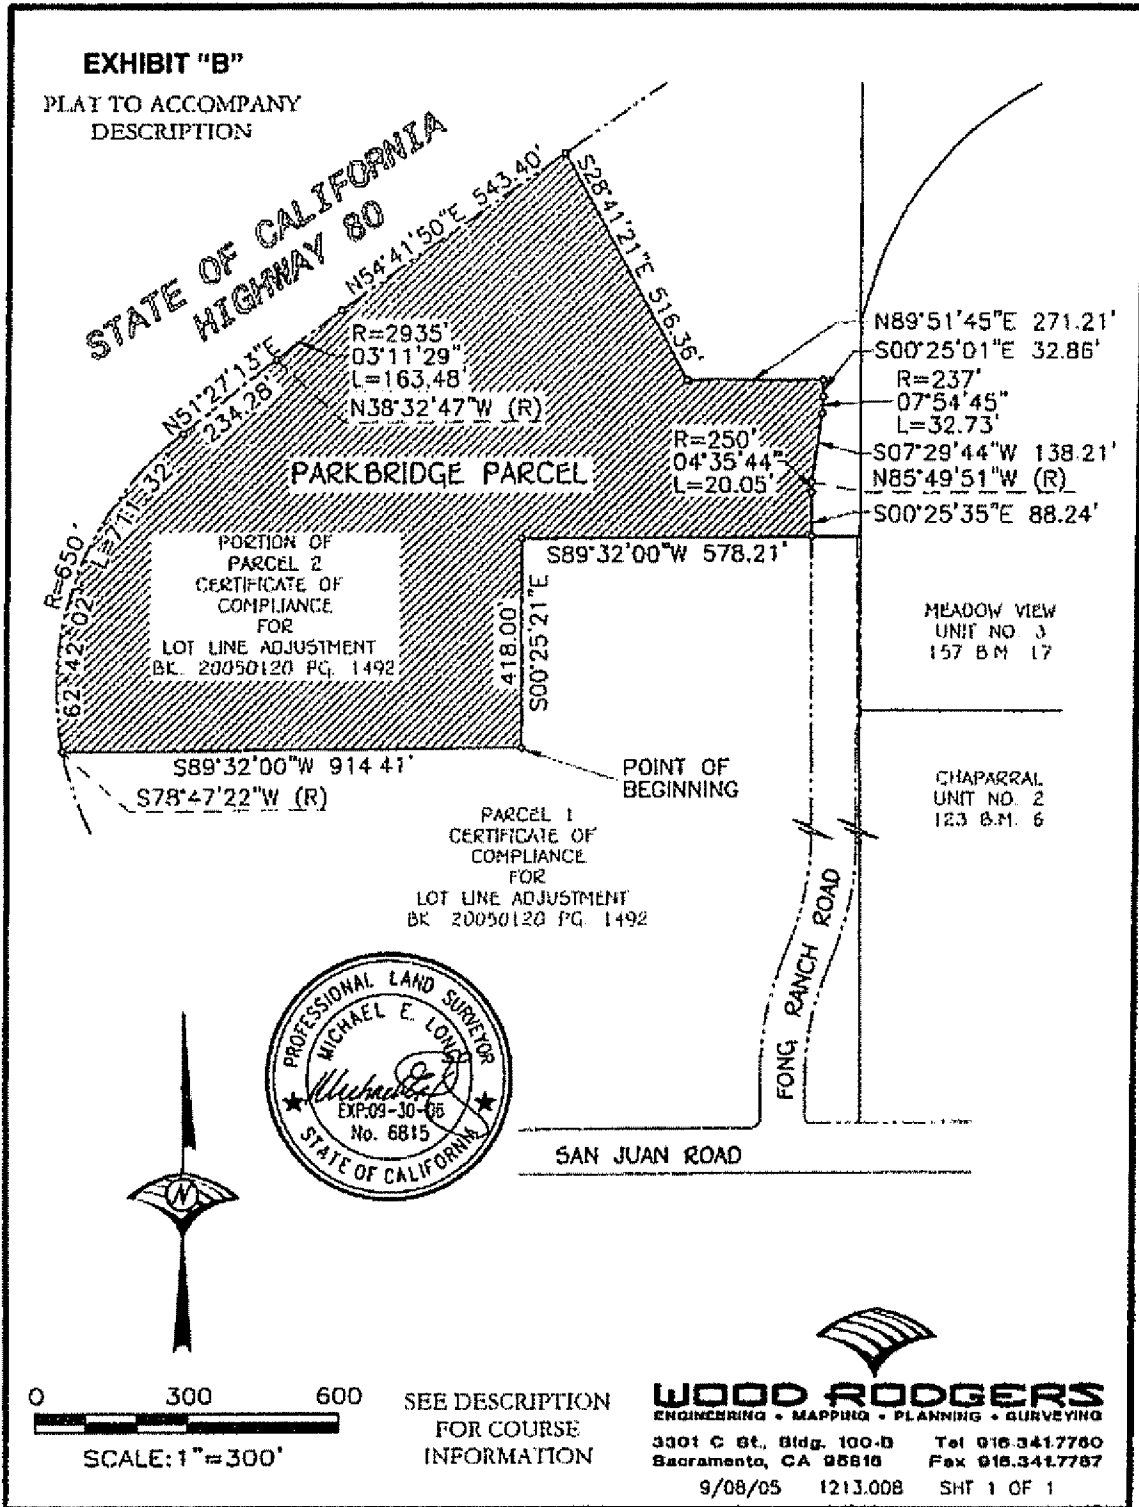 EXHIBIT "B"
PLAT TO ACCOMPANY
DESCRIPTION
STATE OF CALIFORNIA
HIGHWAY 80
N54°41'50"E 543.40'
S28°41'21"E 516.36'
N89°51'45"E 271.21'
S00°25'01"E 32.86'
R=237'
07°54'45"
L=32.73'
S07°29'44"W 138.21'
N85°49'51"W (R)
S00°25'35"E 88.24'
R=2935'
03°11'29"
L=163.48'
N38°32'47"W (R)
N51°27'13"E
234.28'
R=250'
04°35'44"
L=20.05'
PARKBRIDGE PARCEL
R=650'
62°42'02"
L=711.32'
PORTION OF
PARCEL 2
CERTIFICATE OF
COMPLIANCE
FOR
LOT LINE ADJUSTMENT
BK. 20050120 PG. 1492
S89°32'00"W 578.21'
418.00'
S00°25'21"E
MEADOW VIEW
UNIT NO. 3
157 B.M. 17
S89°32'00"W 914.41'
S78°47'22"W (R)
POINT OF
BEGINNING
CHAPARRAL
UNIT NO. 2
123 B.M. 6
PARCEL 1
CERTIFICATE OF
COMPLIANCE
FOR
LOT LINE ADJUSTMENT
BK 20050120 PG. 1492
FONG RANCH ROAD
SAN JUAN ROAD
PROFESSIONAL LAND SURVEYOR
MICHAEL E. LONG
EXP.09-30-06
No. 6815
STATE OF CALIFORNIA
N
0 300 600
SCALE: 1"=300'
SEE DESCRIPTION
FOR COURSE
INFORMATION
WOOD RODGERS
ENGINEERING • MAPPING • PLANNING • SURVEYING
3301 C St., Bldg. 100-B Tel 916.341.7760
Sacramento, CA 95816 Fax 916.341.7767
9/08/05 1213.008 SHT 1 OF 1